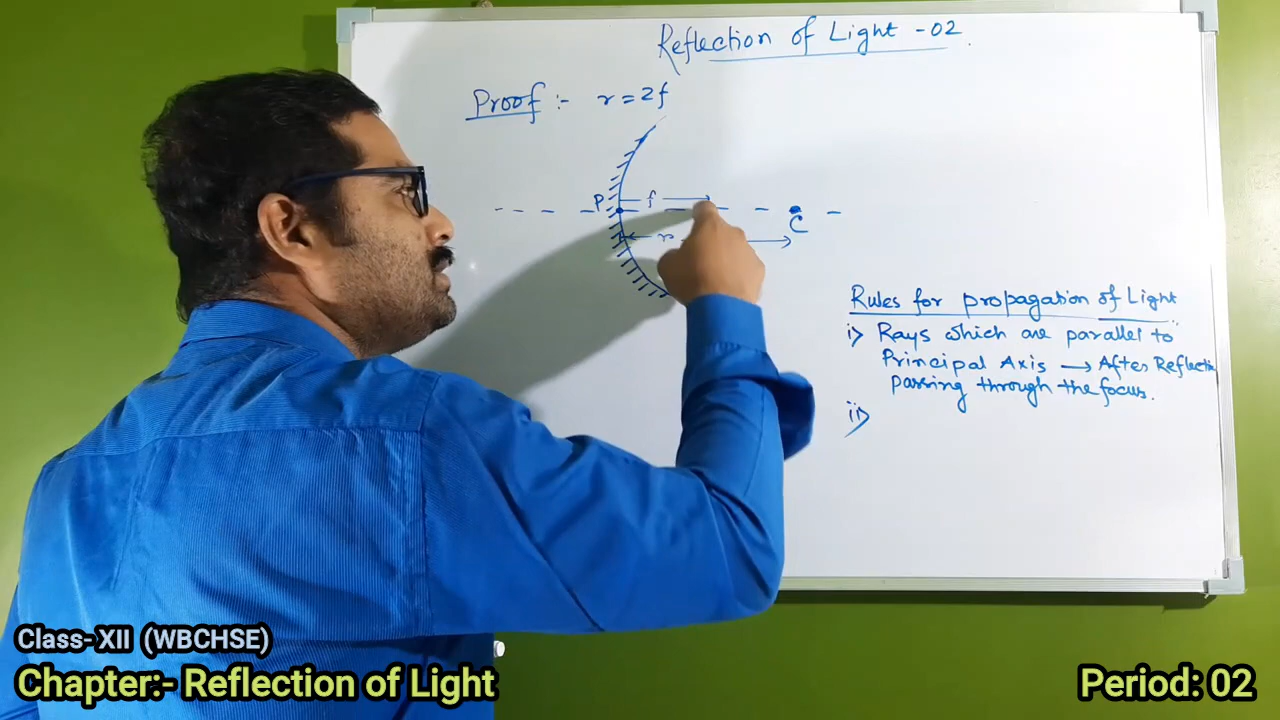 Reflection of Light -02.
Proof :- r = 2f
P
f
C
r
Rules for propagation of Light
i> Rays which are parallel to
Principal Axis → After Reflectin
passing through the focus.
ii>
Class- XII (WBCHSE)
Chapter:- Reflection of Light
Period: 02